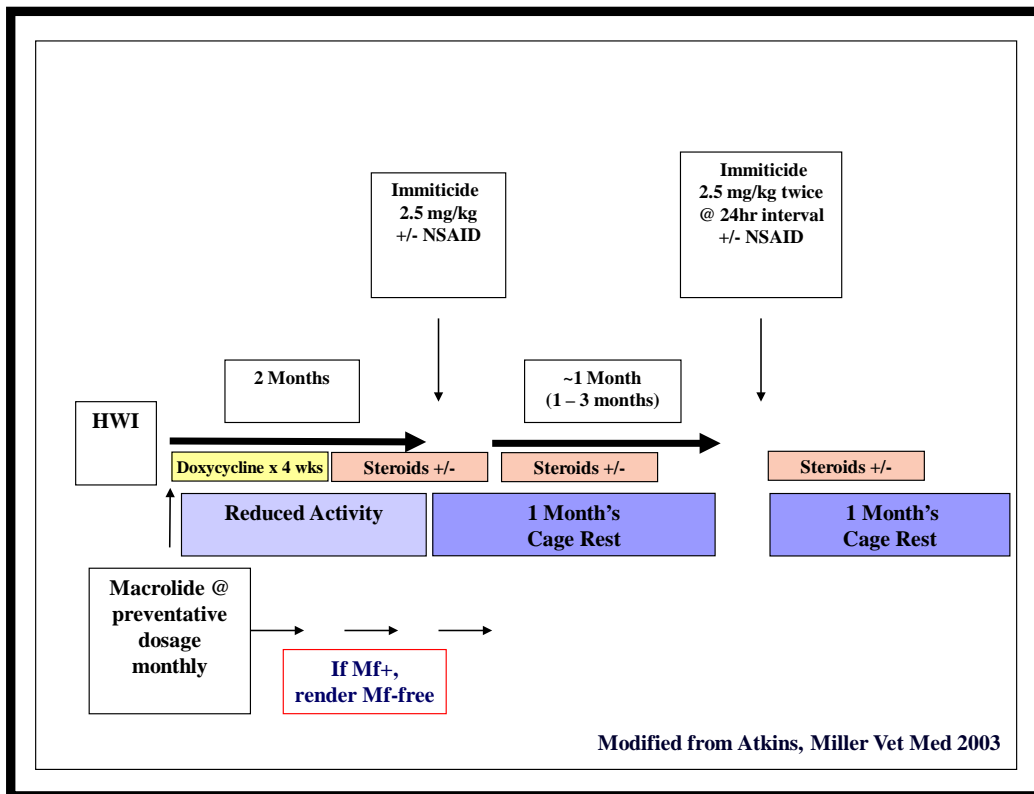 Immiticide
2.5 mg/kg
+/- NSAID
Immiticide
2.5 mg/kg twice
@ 24hr interval
+/- NSAID
2 Months
~1 Month
(1 – 3 months)
HWI
Doxycycline x 4 wks
Steroids +/-
Steroids +/-
Steroids +/-
Reduced Activity
1 Month's
Cage Rest
1 Month's
Cage Rest
Macrolide @
preventative
dosage
monthly
If Mf+,
render Mf-free
Modified from Atkins, Miller Vet Med 2003